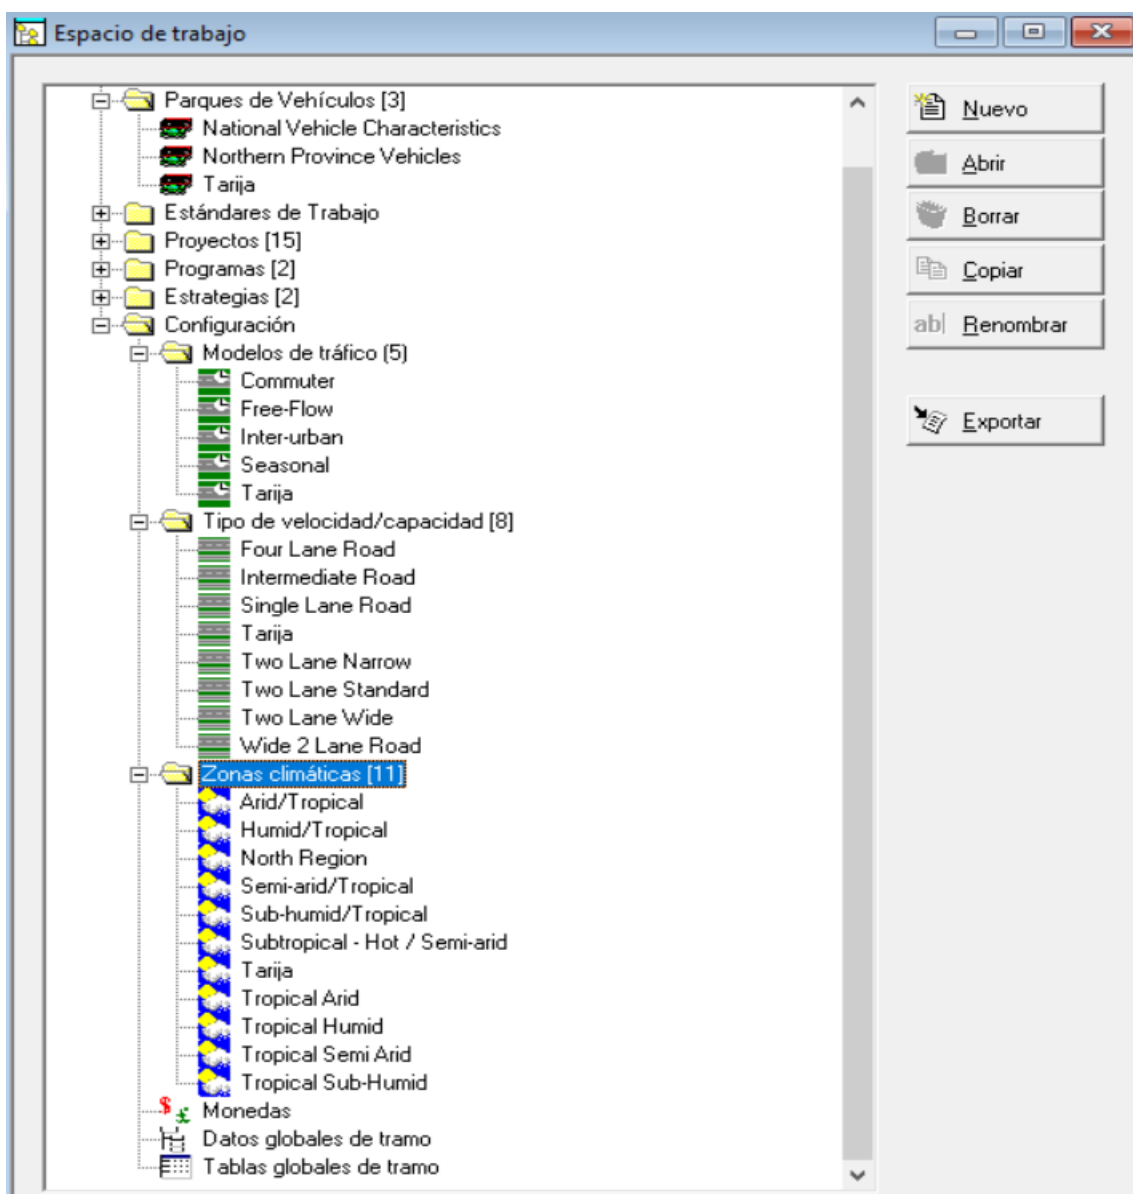 Espacio de trabajo
Parques de Vehículos [3]
National Vehicle Characteristics
Northern Province Vehicles
Tarija
Estándares de Trabajo
Proyectos [15]
Programas [2]
Estrategias [2]
Configuración
Modelos de tráfico (5)
Commuter
Free-Flow
Inter-urban
Seasonal
Tarija
Tipo de velocidad/capacidad [8]
Four Lane Road
Intermediate Road
Single Lane Road
Tarija
Two Lane Narrow
Two Lane Standard
Two Lane Wide
Wide 2 Lane Road
Zonas climáticas [11]
Arid/Tropical
Humid/Tropical
North Region
Semi-arid/Tropical
Sub-humid/Tropical
Subtropical - Hot / Semi-arid
Tarija
Tropical Arid
Tropical Humid
Tropical Semi Arid
Tropical Sub-Humid
Monedas
Datos globales de tramo
Tablas globales de tramo
Nuevo
Abrir
Borrar
Copiar
ab| Renombrar
Exportar